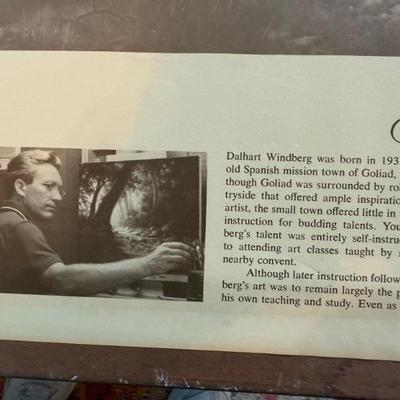 Dalhart Windberg was born in 193
old Spanish mission town of Goliad,
though Goliad was surrounded by ro
tryside that offered ample inspiratio
artist, the small town offered little in
instruction for budding talents. You
berg's talent was entirely self-instruc
to attending art classes taught by
nearby convent.
Although later instruction follow
berg's art was to remain largely the p
his own teaching and study. Even as